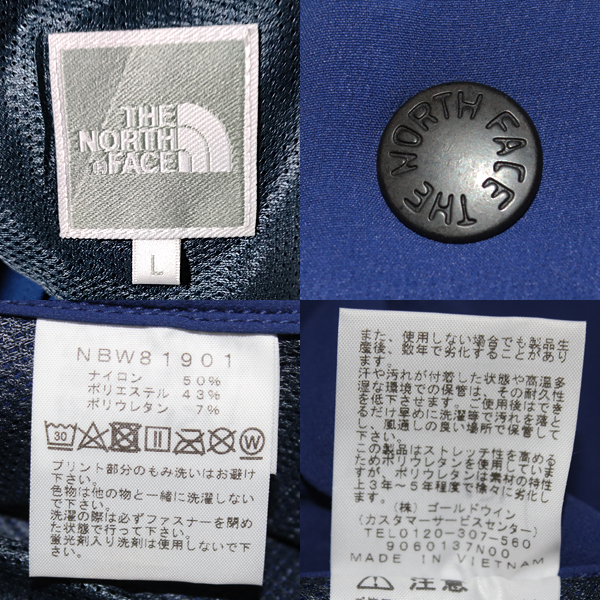 THE
NORTH
FACE
L
THE NORTH FACE
NBW81901
ナイロン 50%
ポリエステル 43%
ポリウレタン 7%
30
W
プリント部分のもみ洗いはお避け
下さい。
色物は他の物と一緒に洗濯しない
で下さい。
洗濯の際は必ずファスナーを閉め
た状態で行って下さい。
蛍光剤入り洗剤は使用しないで
下さい。
また、使用しない場合でも製品生
産後、数年で劣化することがあり
ます。
汗や汚れが付着した状態や高温多
湿な環境での保管は、その耐久性
を低下させます。ご使用後はでき
るだけ早めに洗濯等で汚れを落と
し、風通しの良い場所で保管して
下さい。
この製品はストレッチ性を高める
ためポリウレタンを使用していま
すが、ポリウレタンは素材の特性
上3年～5年程度で徐々に劣化し
ます。
(株) ゴールドウイン
(カスタマーサービスセンター)
TEL0120-307-560
9060137N00
MADE IN VIETNAM
注意